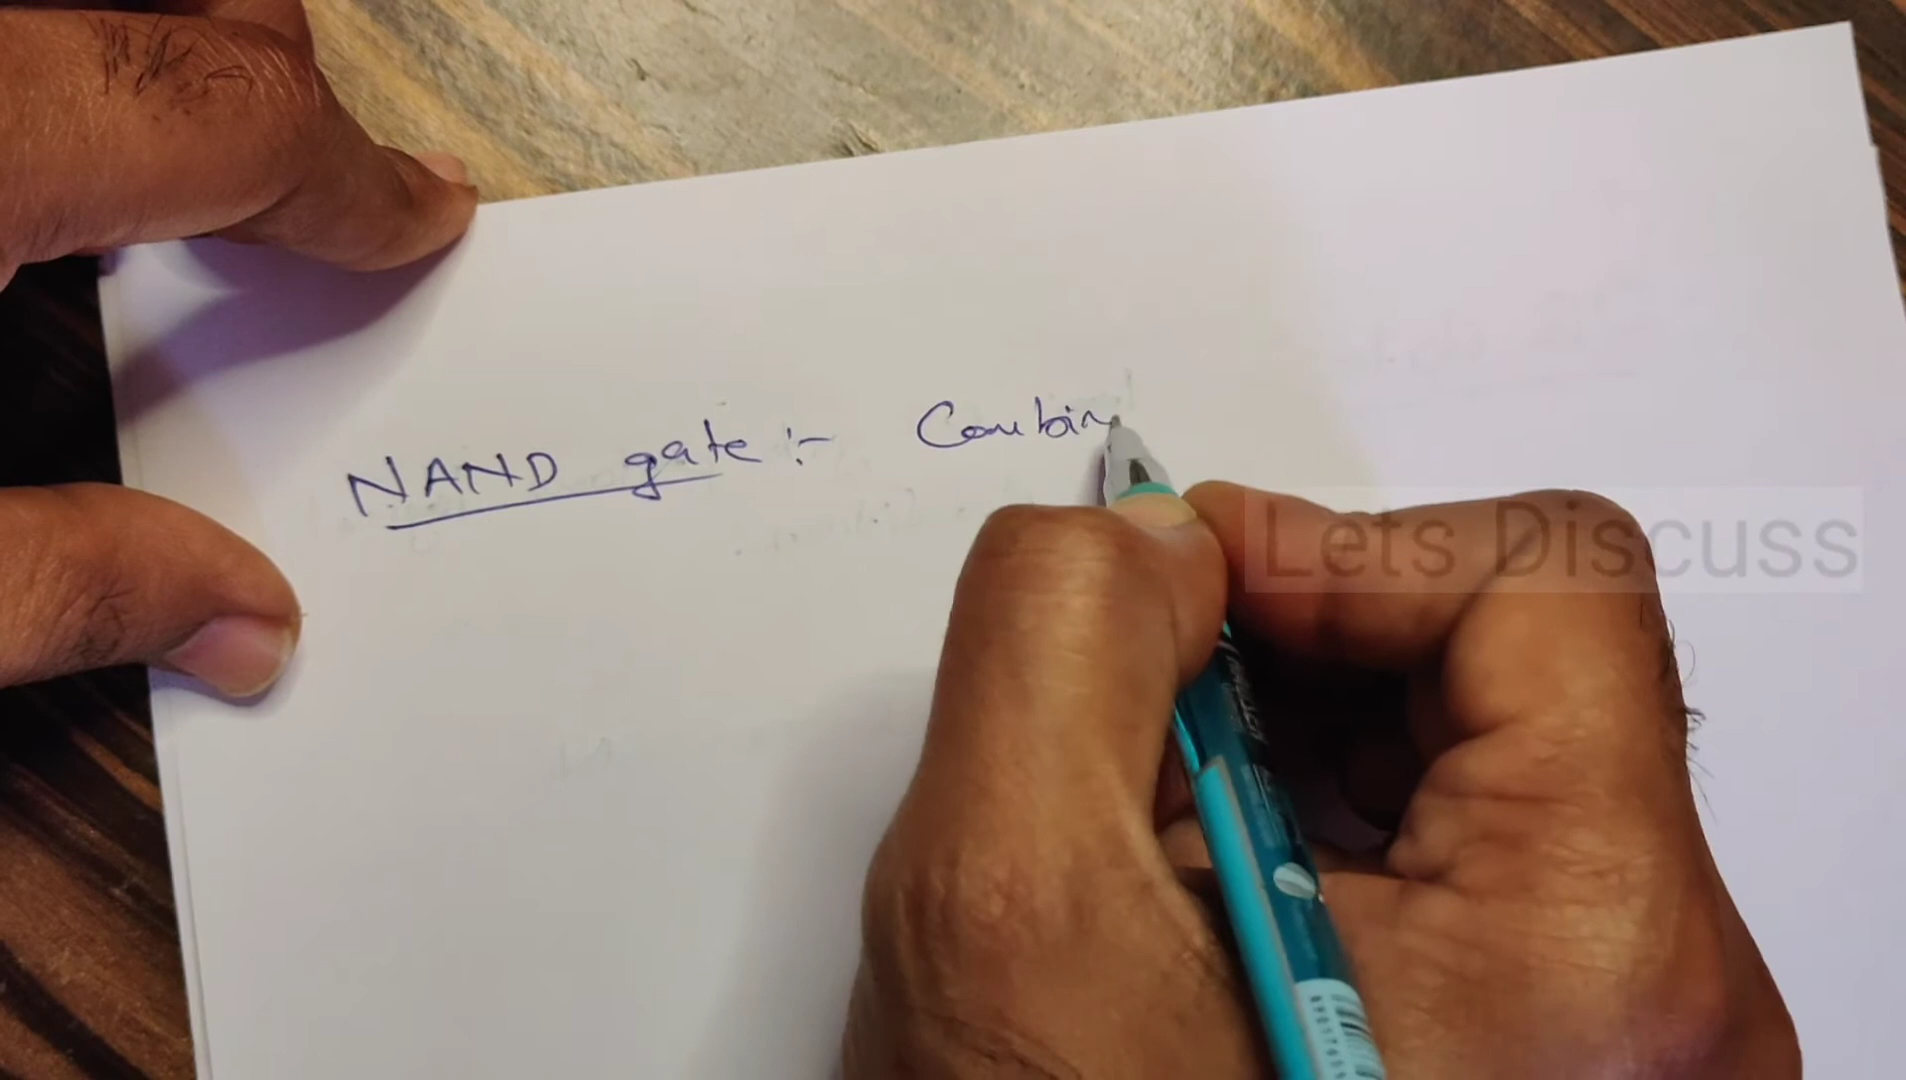 NAND gate :- Combin
Lets Discuss